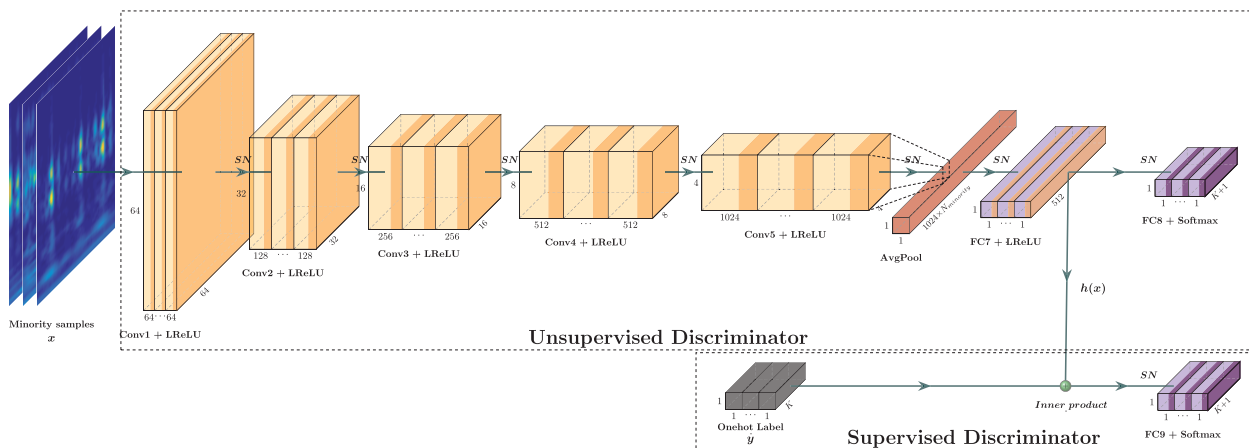 Minority samples
x
64
64···64
64
Conv1 + LReLU
SN
32
128 ··· 128
32
Conv2 + LReLU
SN
16
256 ··· 256
16
Conv3 + LReLU
SN
8
512 ··· 512
8
Conv4 + LReLU
SN
4
1024 ··· 1024
4
Conv5 + LReLU
SN
1
1
1024×N_minority
AvgPool
SN
1
1 ··· 1
512
FC7 + LReLU
SN
1
1 ··· 1
K+1
FC8 + Softmax
h(x)
Unsupervised Discriminator
1
1 ··· 1
K
Onehot Label
ẏ
Inner product
SN
1
1 ··· 1
K+1
FC9 + Softmax
Supervised Discriminator